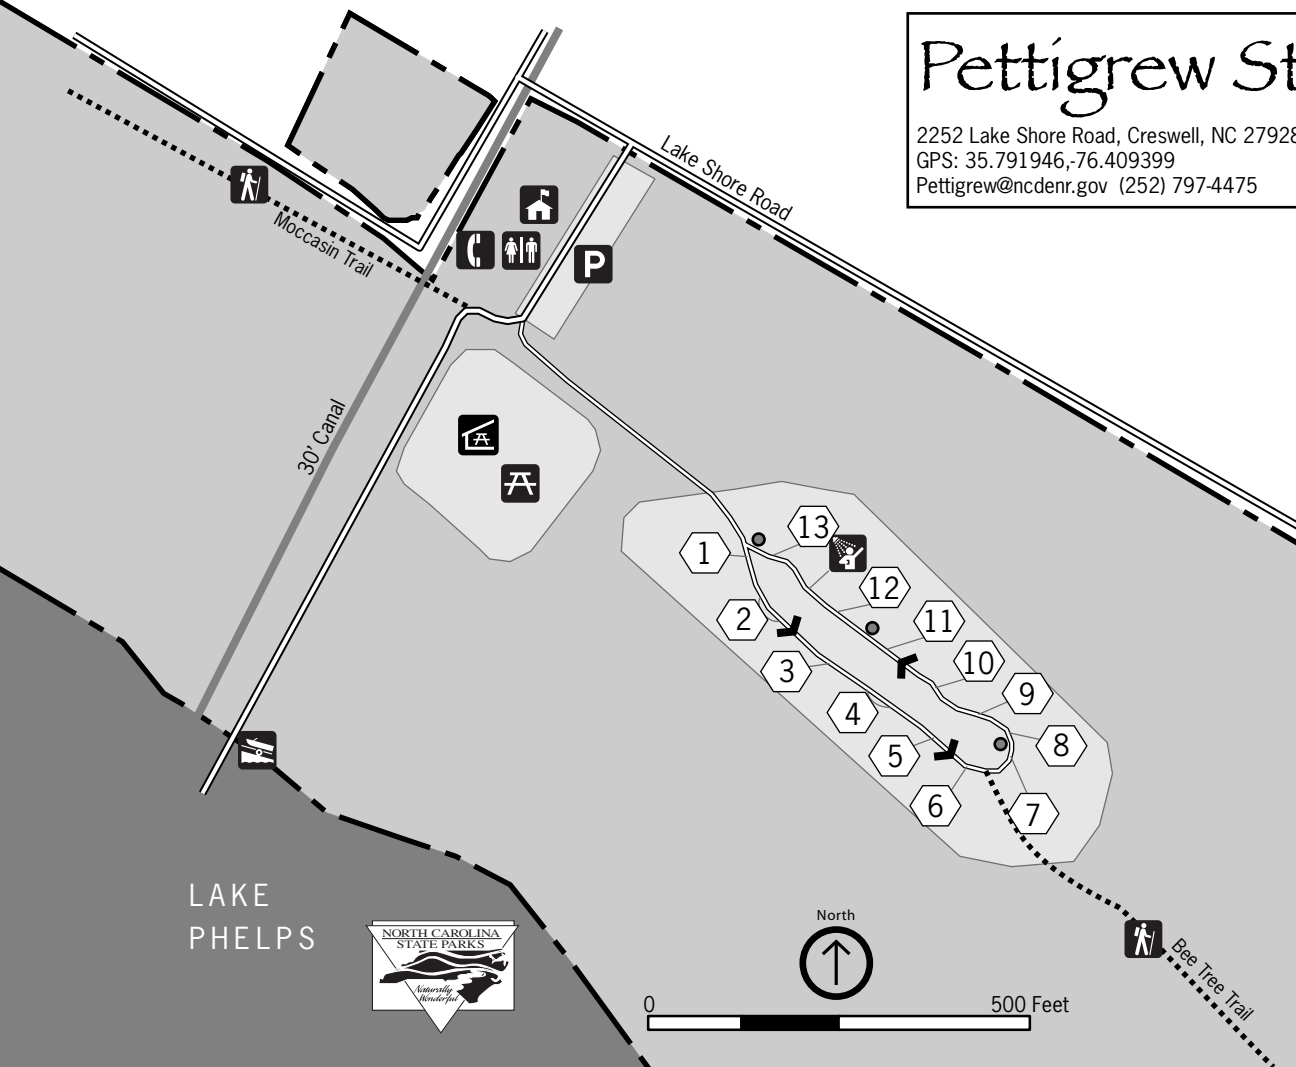 Pettigrew St
2252 Lake Shore Road, Creswell, NC 27928
GPS: 35.791946,-76.409399
Pettigrew@ncdenr.gov (252) 797-4475
Lake Shore Road
Moccasin Trail
P
30' Canal
13
1
12
2
11
10
3
9
4
8
5
6
7
LAKE
PHELPS
NORTH CAROLINA
STATE PARKS
Naturally
Wonderful
North
0
500 Feet
Bee Tree Trail